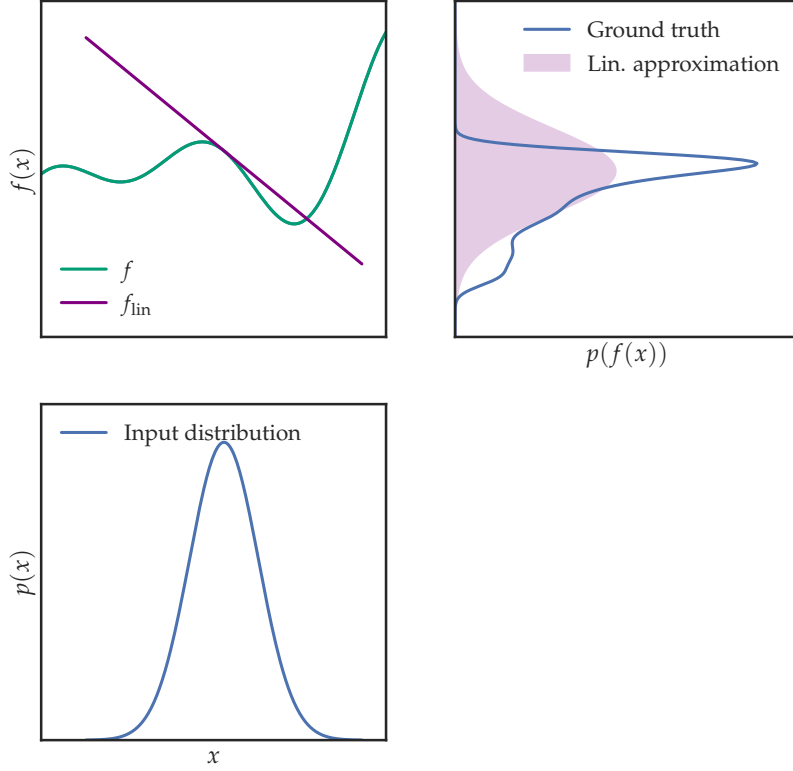 f(x)
f
f_lin
Ground truth
Lin. approximation
p(f(x))
Input distribution
p(x)
x